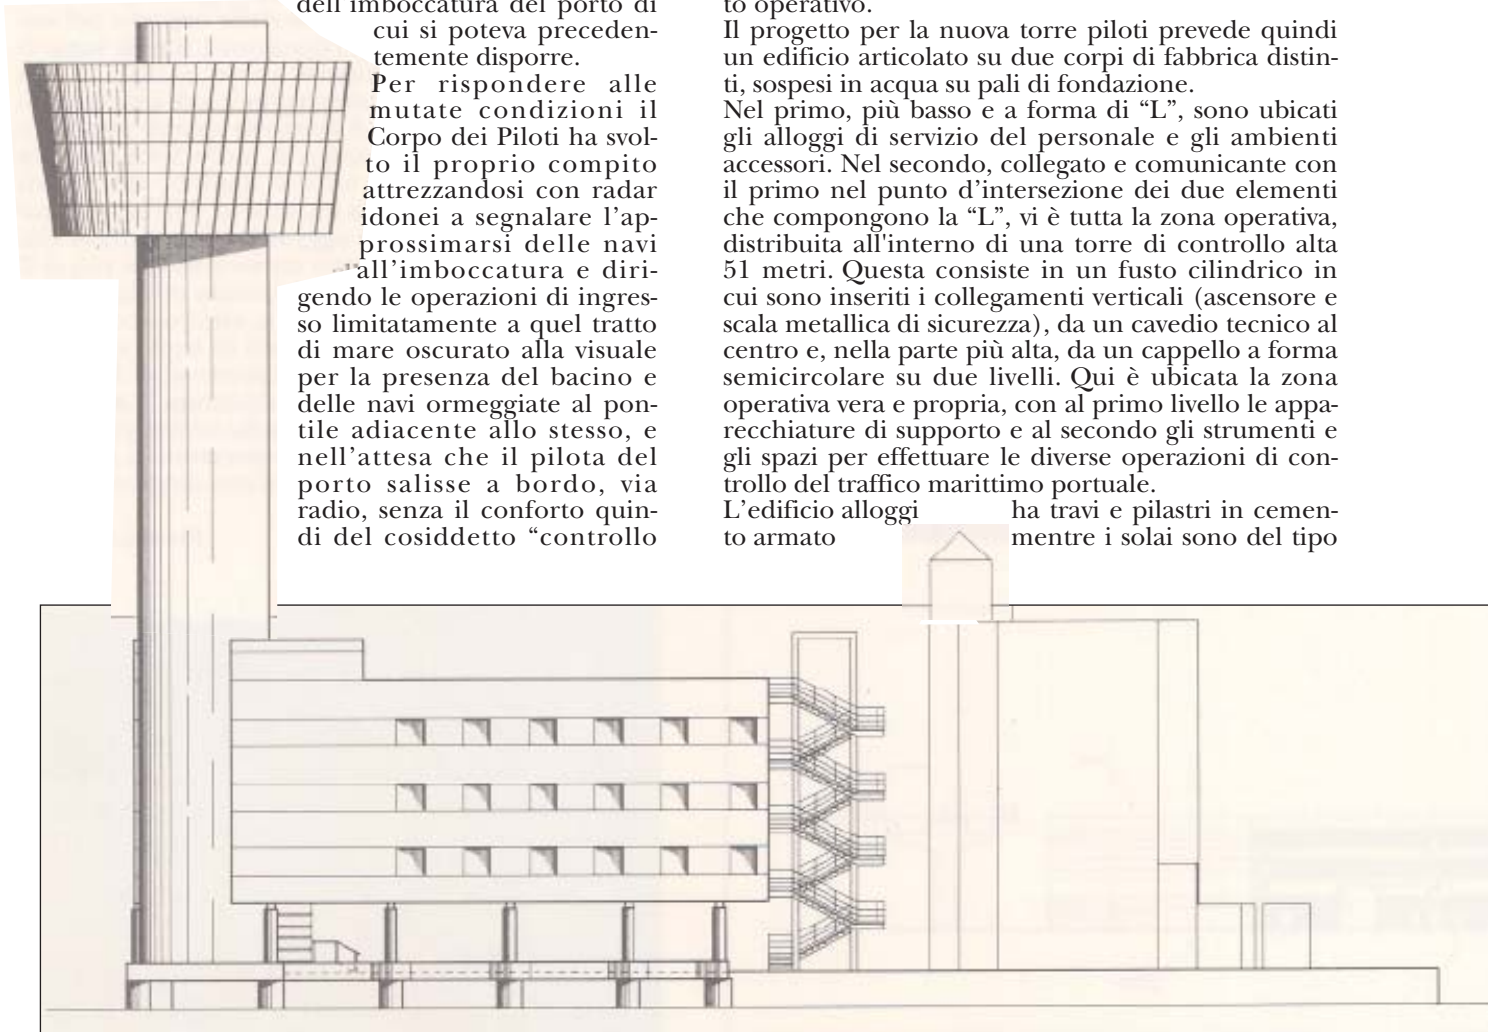 dell'imboccatura del porto di
cui si poteva preceden-
temente disporre.
Per rispondere alle
mutate condizioni il
Corpo dei Piloti ha svol-
to il proprio compito
attrezzandosi con radar
idonei a segnalare l'ap-
prossimarsi delle navi
all'imboccatura e diri-
gendo le operazioni di ingres-
so limitatamente a quel tratto
di mare oscurato alla visuale
per la presenza del bacino e
delle navi ormeggiate al pon-
tile adiacente allo stesso, e
nell'attesa che il pilota del
porto salisse a bordo, via
radio, senza il conforto quin-
di del cosiddetto “controllo
to operativo.
Il progetto per la nuova torre piloti prevede quindi
un edificio articolato su due corpi di fabbrica distin-
ti, sospesi in acqua su pali di fondazione.
Nel primo, più basso e a forma di “L”, sono ubicati
gli alloggi di servizio del personale e gli ambienti
accessori. Nel secondo, collegato e comunicante con
il primo nel punto d'intersezione dei due elementi
che compongono la “L”, vi è tutta la zona operativa,
distribuita all'interno di una torre di controllo alta
51 metri. Questa consiste in un fusto cilindrico in
cui sono inseriti i collegamenti verticali (ascensore e
scala metallica di sicurezza), da un cavedio tecnico al
centro e, nella parte più alta, da un cappello a forma
semicircolare su due livelli. Qui è ubicata la zona
operativa vera e propria, con al primo livello le appa-
recchiature di supporto e al secondo gli strumenti e
gli spazi per effettuare le diverse operazioni di con-
trollo del traffico marittimo portuale.
L'edificio alloggi ha travi e pilastri in cemen-
to armato mentre i solai sono del tipo